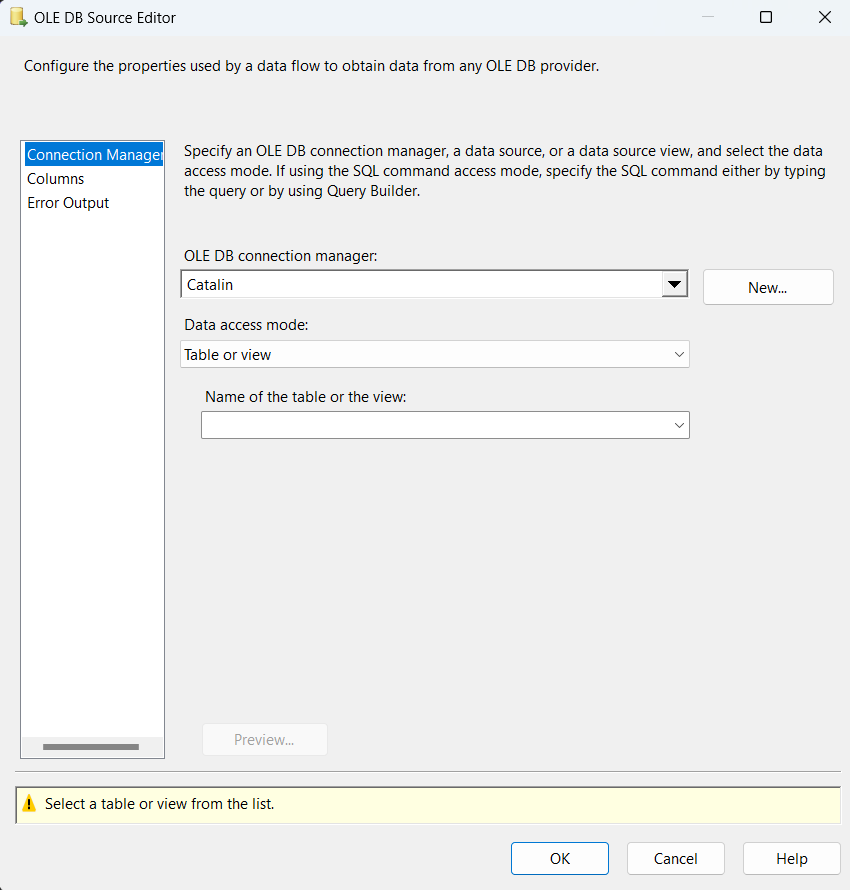 OLE DB Source Editor
Configure the properties used by a data flow to obtain data from any OLE DB provider.
Connection Manager
Columns
Error Output
Specify an OLE DB connection manager, a data source, or a data source view, and select the data
access mode. If using the SQL command access mode, specify the SQL command either by typing
the query or by using Query Builder.
OLE DB connection manager:
Catalin
New...
Data access mode:
Table or view
Name of the table or the view:
Preview...
Select a table or view from the list.
OK
Cancel
Help